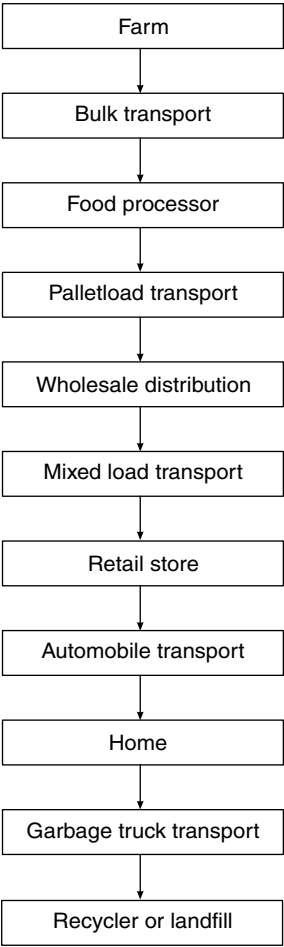 Farm
Bulk transport
Food processor
Palletload transport
Wholesale distribution
Mixed load transport
Retail store
Automobile transport
Home
Garbage truck transport
Recycler or landfill